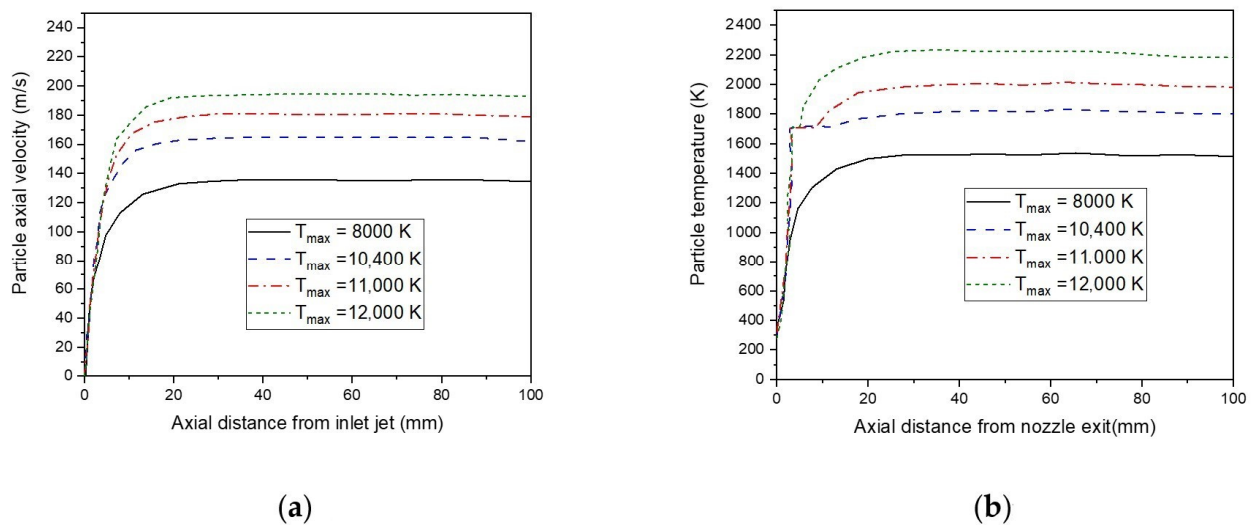 240
220
200
180
160
140
120
100
80
60
40
20
0
Particle axial velocity (m/s)
0 20 40 60 80 100
Axial distance from inlet jet (mm)
Tmax = 8000 K
Tmax =10,400 K
Tmax =11,000 K
Tmax =12,000 K
(a)
2400
2200
2000
1800
1600
1400
1200
1000
800
600
400
200
0
Particle temperature (K)
0 20 40 60 80 100
Axial distance from nozzle exit(mm)
Tmax = 8000 K
Tmax =10,400 K
Tmax =11.000 K
Tmax =12,000 K
(b)